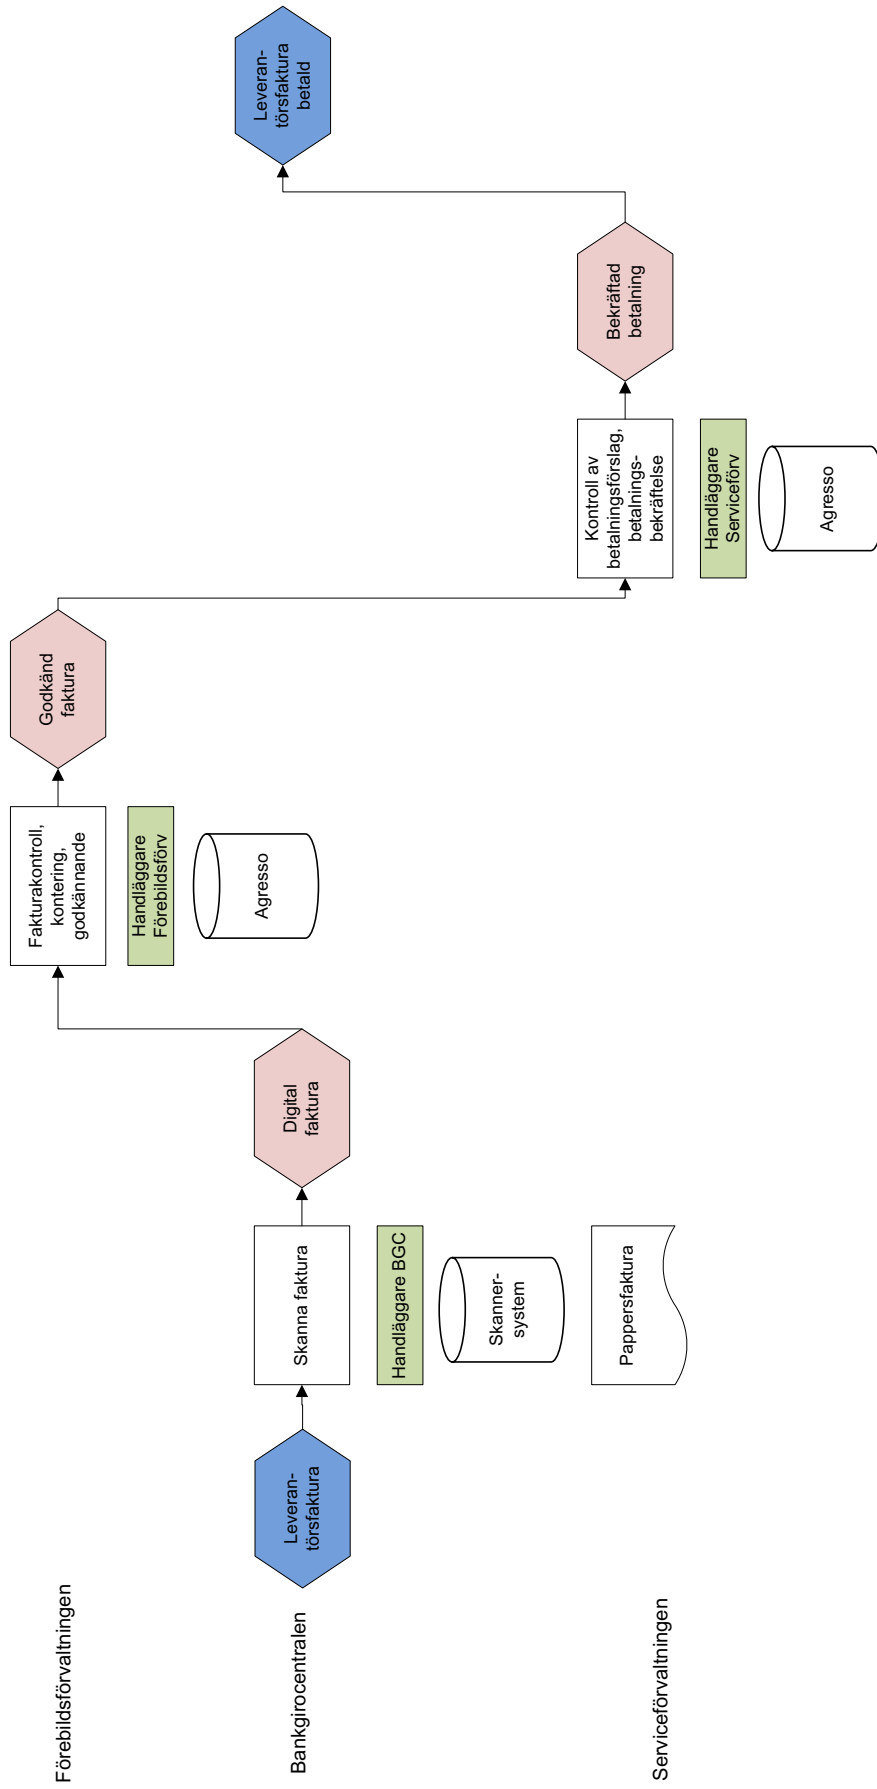 Förebildsförvaltningen
Fakturakontroll,
kontering,
godkännande
Handläggare
Förebildsförv
Agresso
Godkänd
faktura
Bankgirocentralen
Leveran-
törsfaktura
Skanna faktura
Handläggare BGC
Skanner-
system
Pappersfaktura
Digital
faktura
Leveran-
törsfaktura
betald
Serviceförvaltningen
Kontroll av
betalningsförslag,
betalnings-
bekräftelse
Handläggare
Serviceförv
Agresso
Bekräftad
betalning